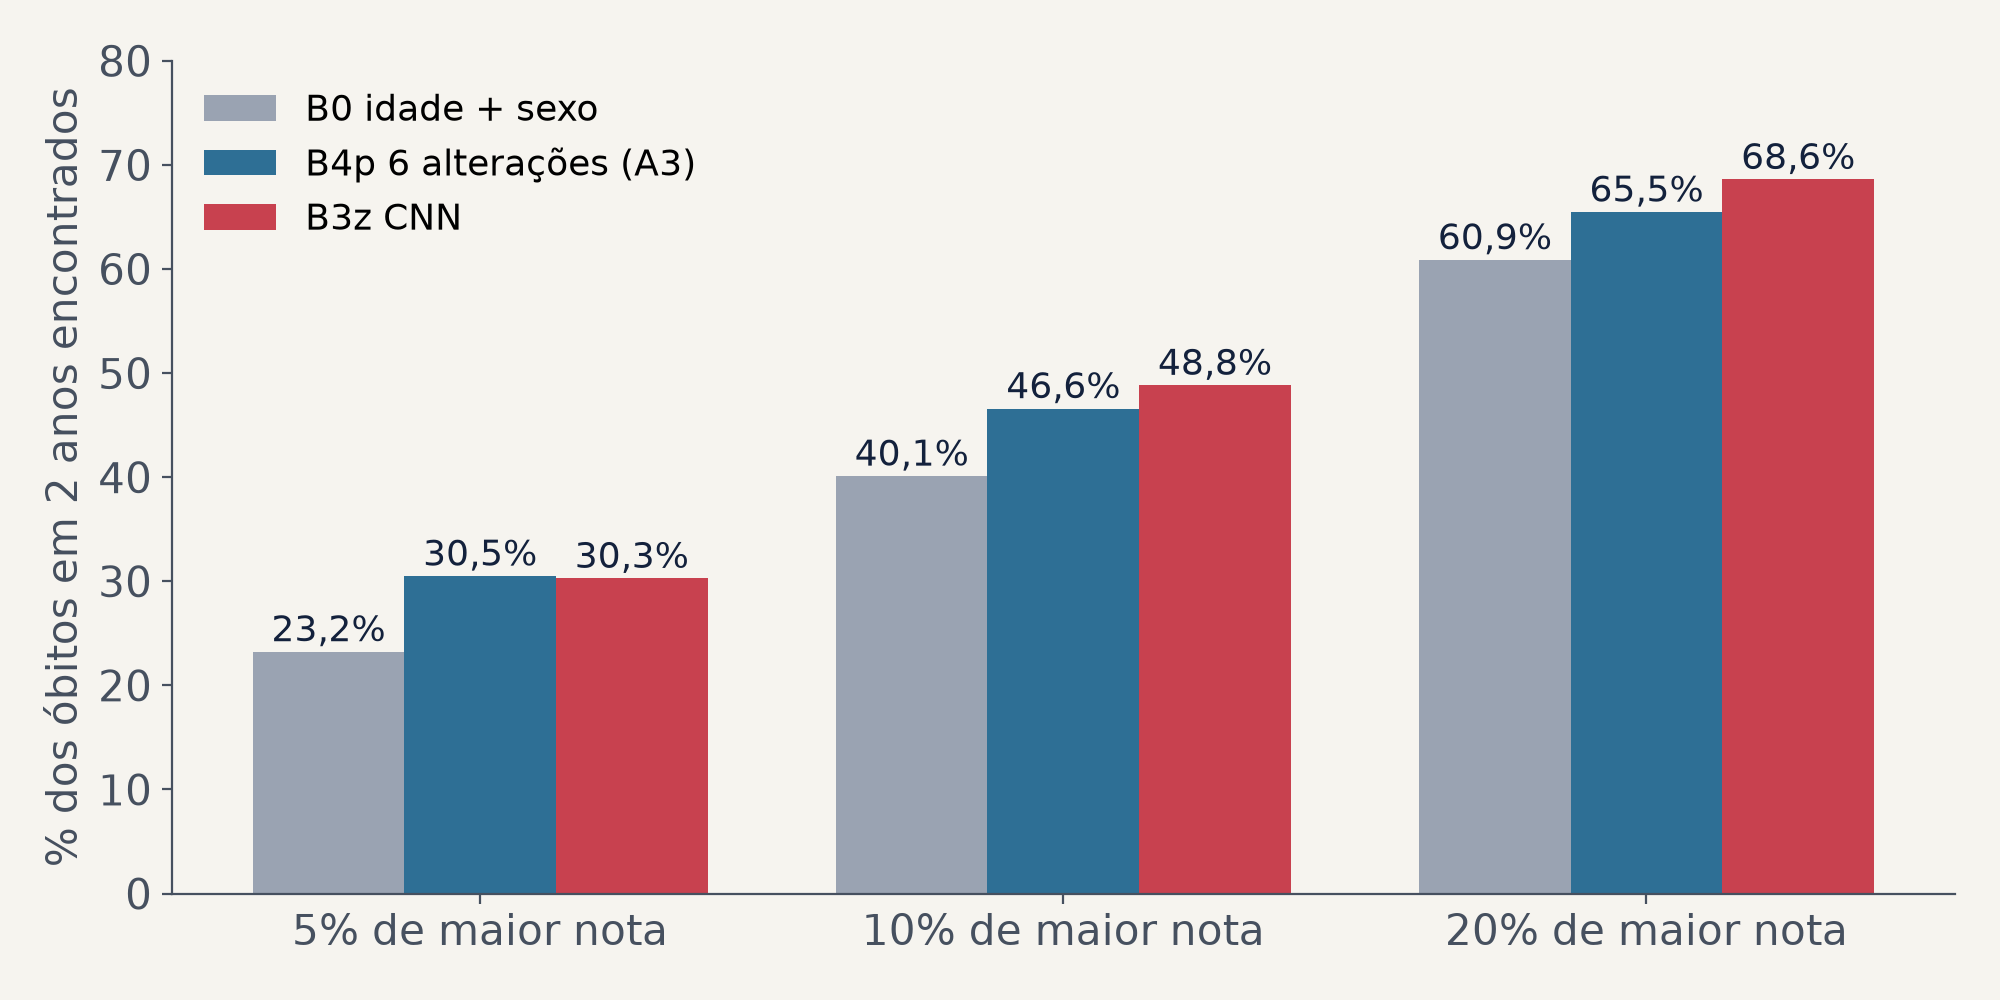 % dos óbitos em 2 anos encontrados
80
70
60
50
40
30
20
10
0
B0 idade + sexo
B4p 6 alterações (A3)
B3z CNN
23,2%
30,5%
30,3%
40,1%
46,6%
48,8%
60,9%
65,5%
68,6%
5% de maior nota
10% de maior nota
20% de maior nota